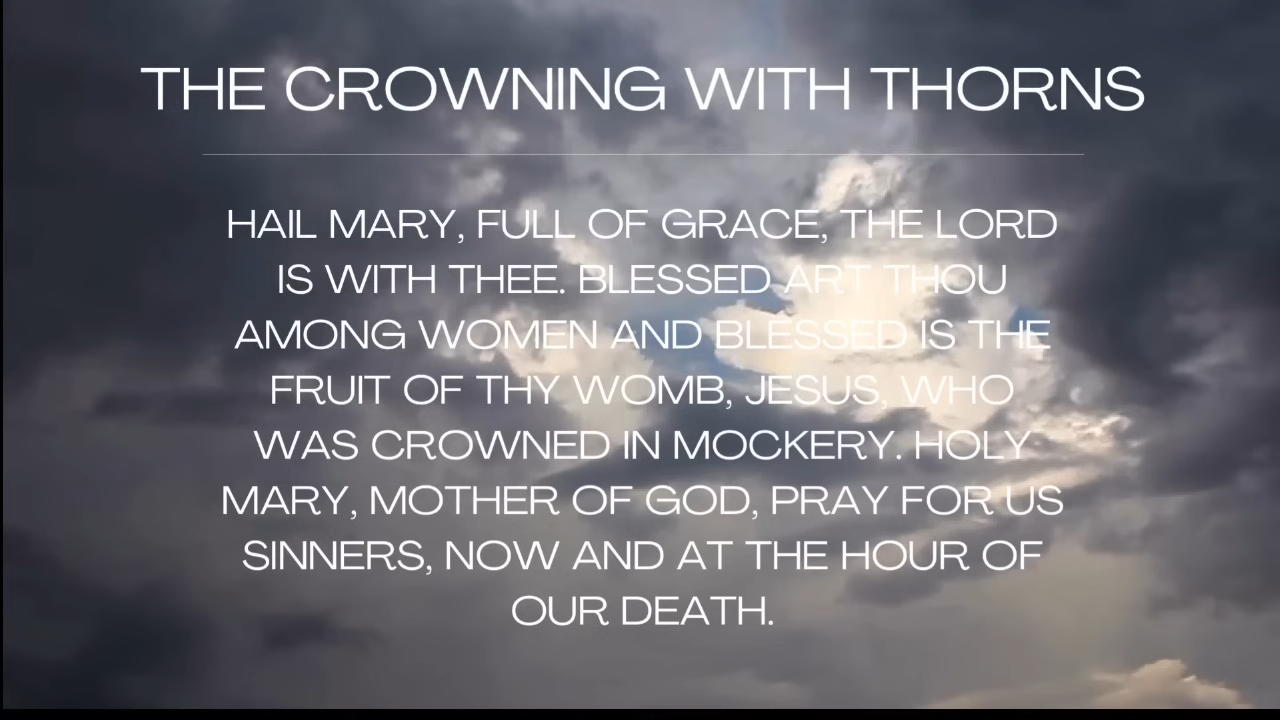 THE CROWNING WITH THORNS
HAIL MARY, FULL OF GRACE, THE LORD
IS WITH THEE. BLESSED ART THOU
AMONG WOMEN AND BLESSED IS THE
FRUIT OF THY WOMB, JESUS, WHO
WAS CROWNED IN MOCKERY. HOLY
MARY, MOTHER OF GOD, PRAY FOR US
SINNERS, NOW AND AT THE HOUR OF
OUR DEATH.